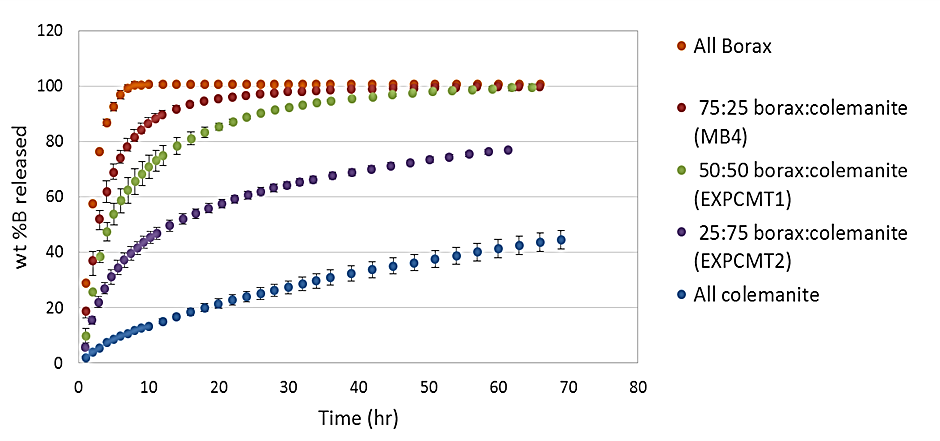 120
100
80
60
40
20
0
wt %B released
0 10 20 30 40 50 60 70 80
Time (hr)
All Borax
75:25 borax:colemanite
(MB4)
50:50 borax:colemanite
(EXPCMT1)
25:75 borax:colemanite
(EXPCMT2)
All colemanite